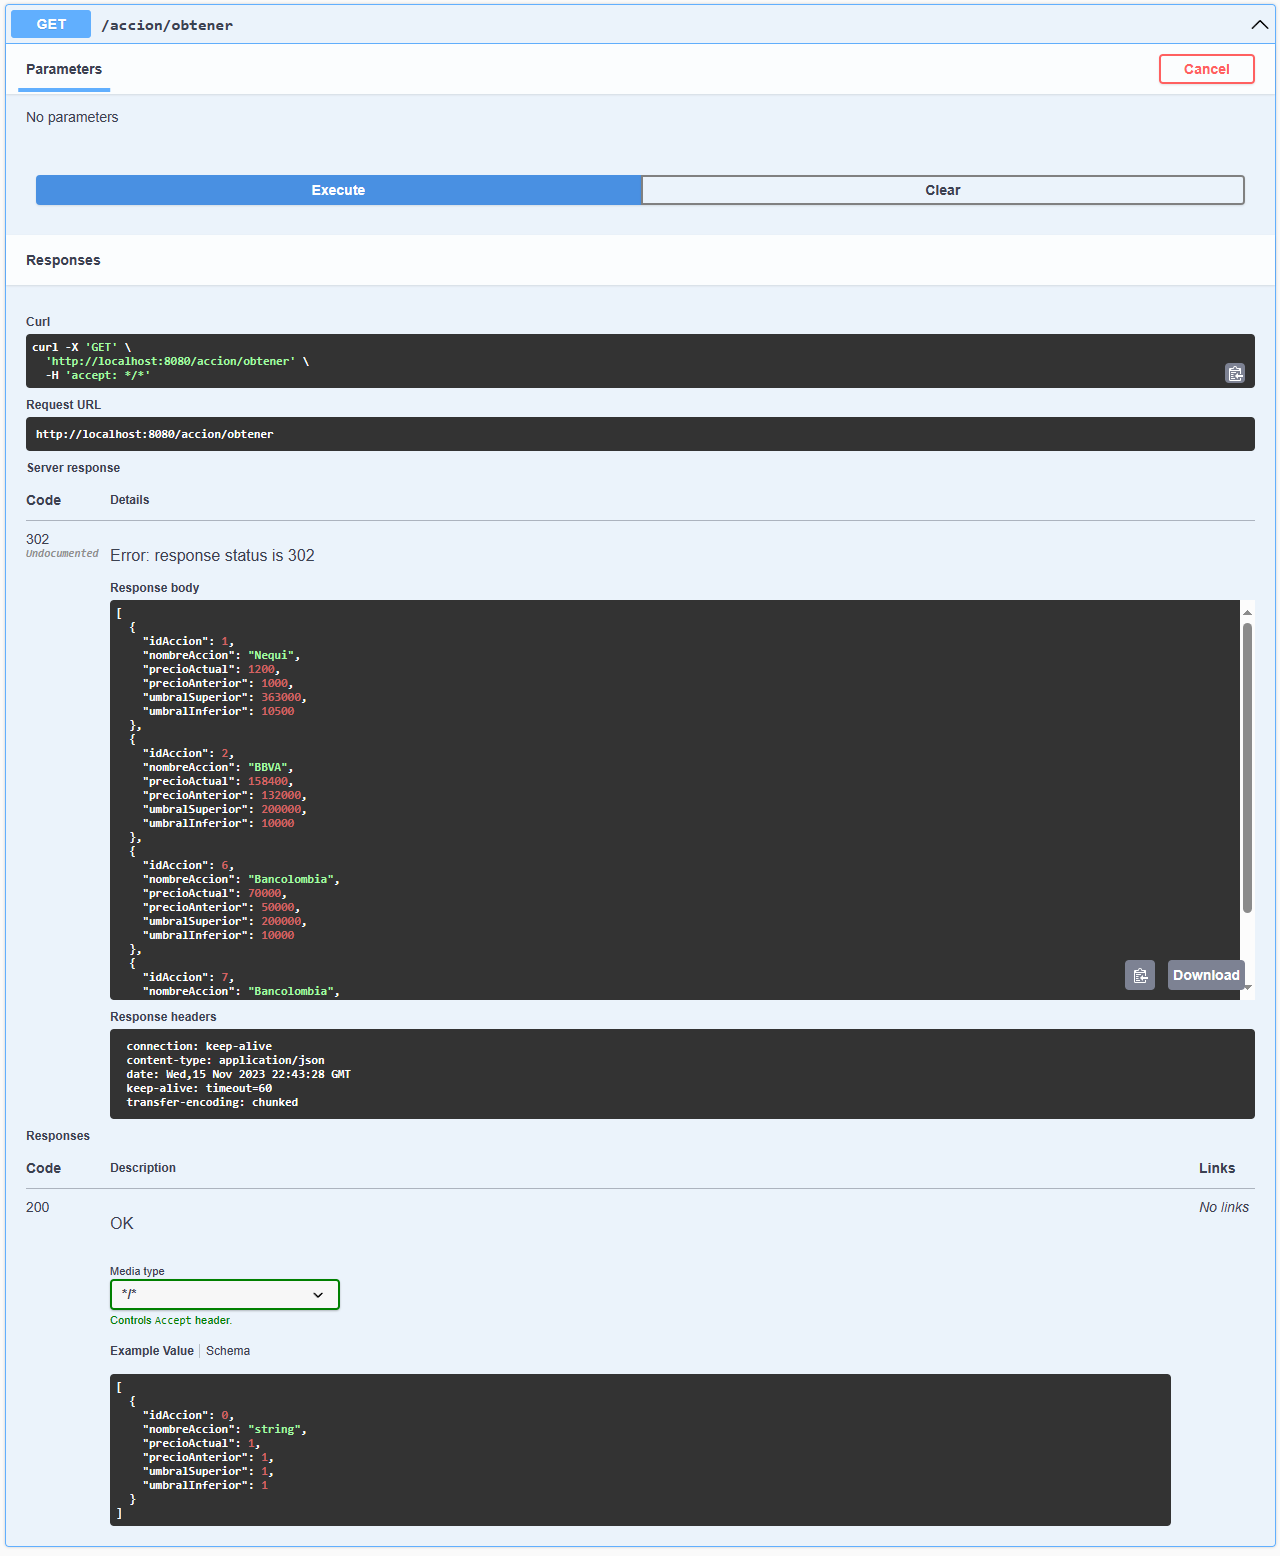 GET /accion/obtener
Parameters
Cancel
No parameters
Execute
Clear
Responses
Curl
curl -X 'GET' \
'http://localhost:8080/accion/obtener' \
-H 'accept: */*'
Request URL
http://localhost:8080/accion/obtener
Server response
Code Details
302
Undocumented
Error: response status is 302
Response body
[
{
"idAccion": 1,
"nombreAccion": "Nequi",
"precioActual": 1200,
"precioAnterior": 1000,
"umbralSuperior": 363000,
"umbralInferior": 10500
},
{
"idAccion": 2,
"nombreAccion": "BBVA",
"precioActual": 158400,
"precioAnterior": 132000,
"umbralSuperior": 200000,
"umbralInferior": 10000
},
{
"idAccion": 6,
"nombreAccion": "Bancolombia",
"precioActual": 70000,
"precioAnterior": 50000,
"umbralSuperior": 200000,
"umbralInferior": 10000
},
{
"idAccion": 7,
"nombreAccion": "Bancolombia",
Download
Response headers
connection: keep-alive
content-type: application/json
date: Wed,15 Nov 2023 22:43:28 GMT
keep-alive: timeout=60
transfer-encoding: chunked
Responses
Code Description Links
200
OK
No links
Media type
*/*
Controls Accept header.
Example Value Schema
[
{
"idAccion": 0,
"nombreAccion": "string",
"precioActual": 1,
"precioAnterior": 1,
"umbralSuperior": 1,
"umbralInferior": 1
}
]